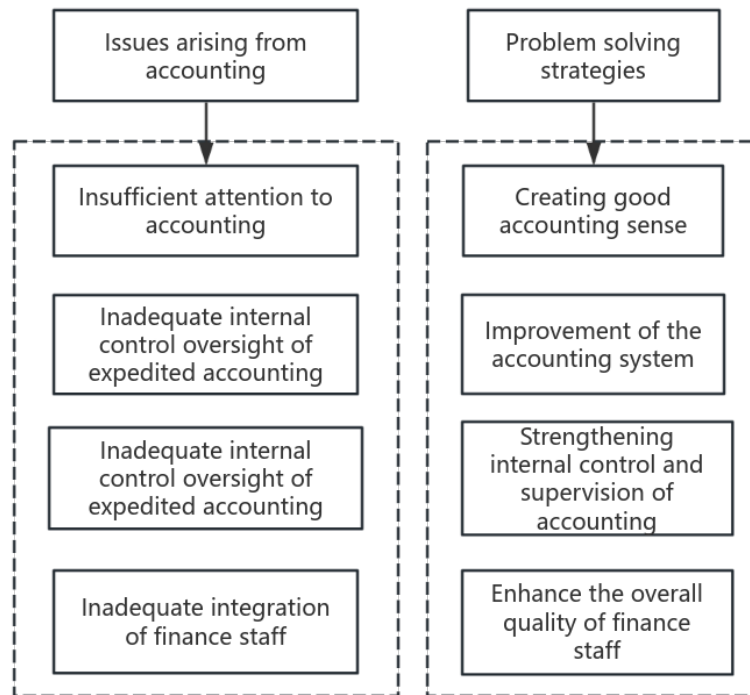 Issues arising from
accounting
Insufficient attention to
accounting
Inadequate internal
control oversight of
expedited accounting
Inadequate internal
control oversight of
expedited accounting
Inadequate integration
of finance staff
Problem solving
strategies
Creating good
accounting sense
Improvement of the
accounting system
Strengthening
internal control and
supervision of
accounting
Enhance the overall
quality of finance
staff